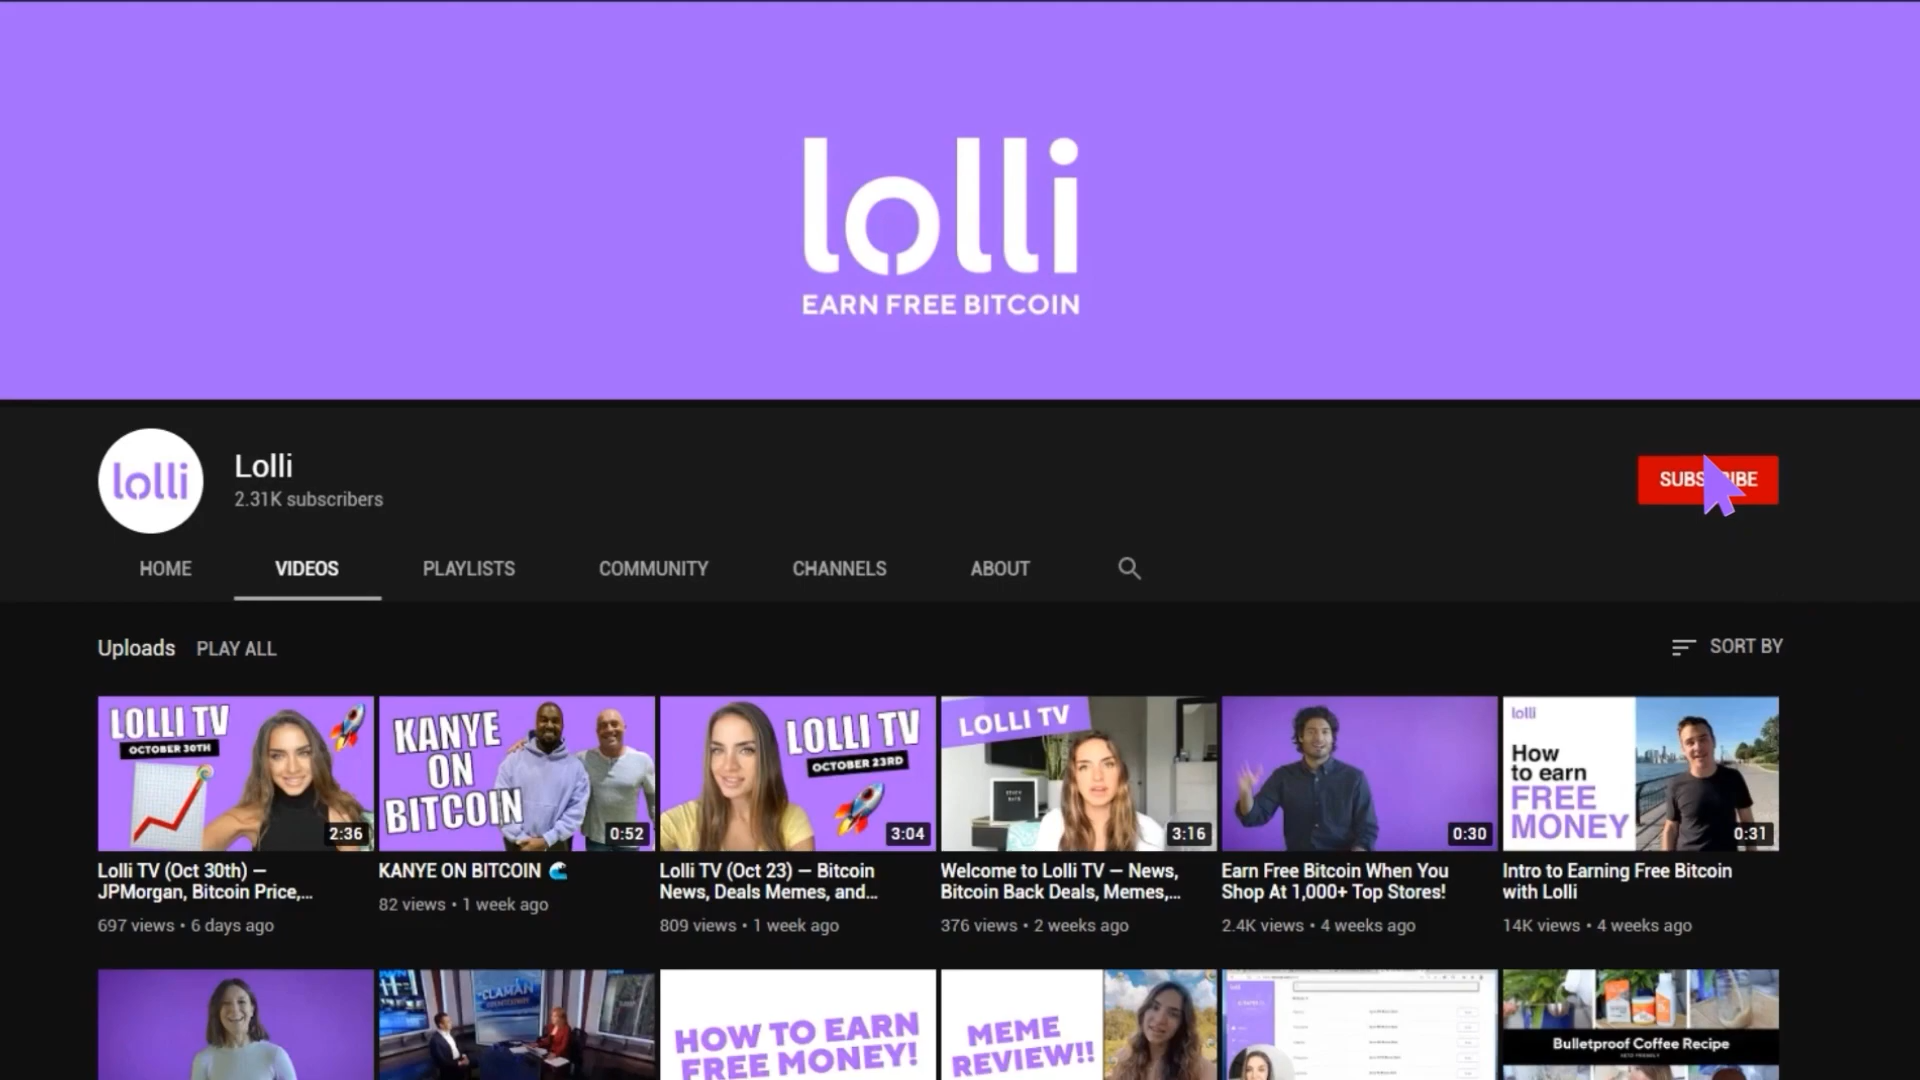 lolli
EARN FREE BITCOIN
lolli
Lolli
2.31K subscribers
HOME
VIDEOS
PLAYLISTS
COMMUNITY
CHANNELS
ABOUT
Uploads
PLAY ALL
SORT BY
LOLLI TV
OCTOBER 30TH
2:36
KANYE
ON
BITCOIN
0:52
LOLLI TV
OCTOBER 23RD
3:04
LOLLI TV
3:16
0:30
lolli
How
to earn
FREE
MONEY
0:31
Lolli TV (Oct 30th) —
JPMorgan, Bitcoin Price,...
697 views • 6 days ago
KANYE ON BITCOIN 🌊
82 views • 1 week ago
Lolli TV (Oct 23) — Bitcoin
News, Deals Memes, and...
809 views • 1 week ago
Welcome to Lolli TV — News,
Bitcoin Back Deals, Memes,...
376 views • 2 weeks ago
Earn Free Bitcoin When You
Shop At 1,000+ Top Stores!
2.4K views • 4 weeks ago
Intro to Earning Free Bitcoin
with Lolli
14K views • 4 weeks ago
CLAMAN
HOW TO EARN
FREE MONEY!
MEME
REVIEW!!
Bulletproof Coffee Recipe